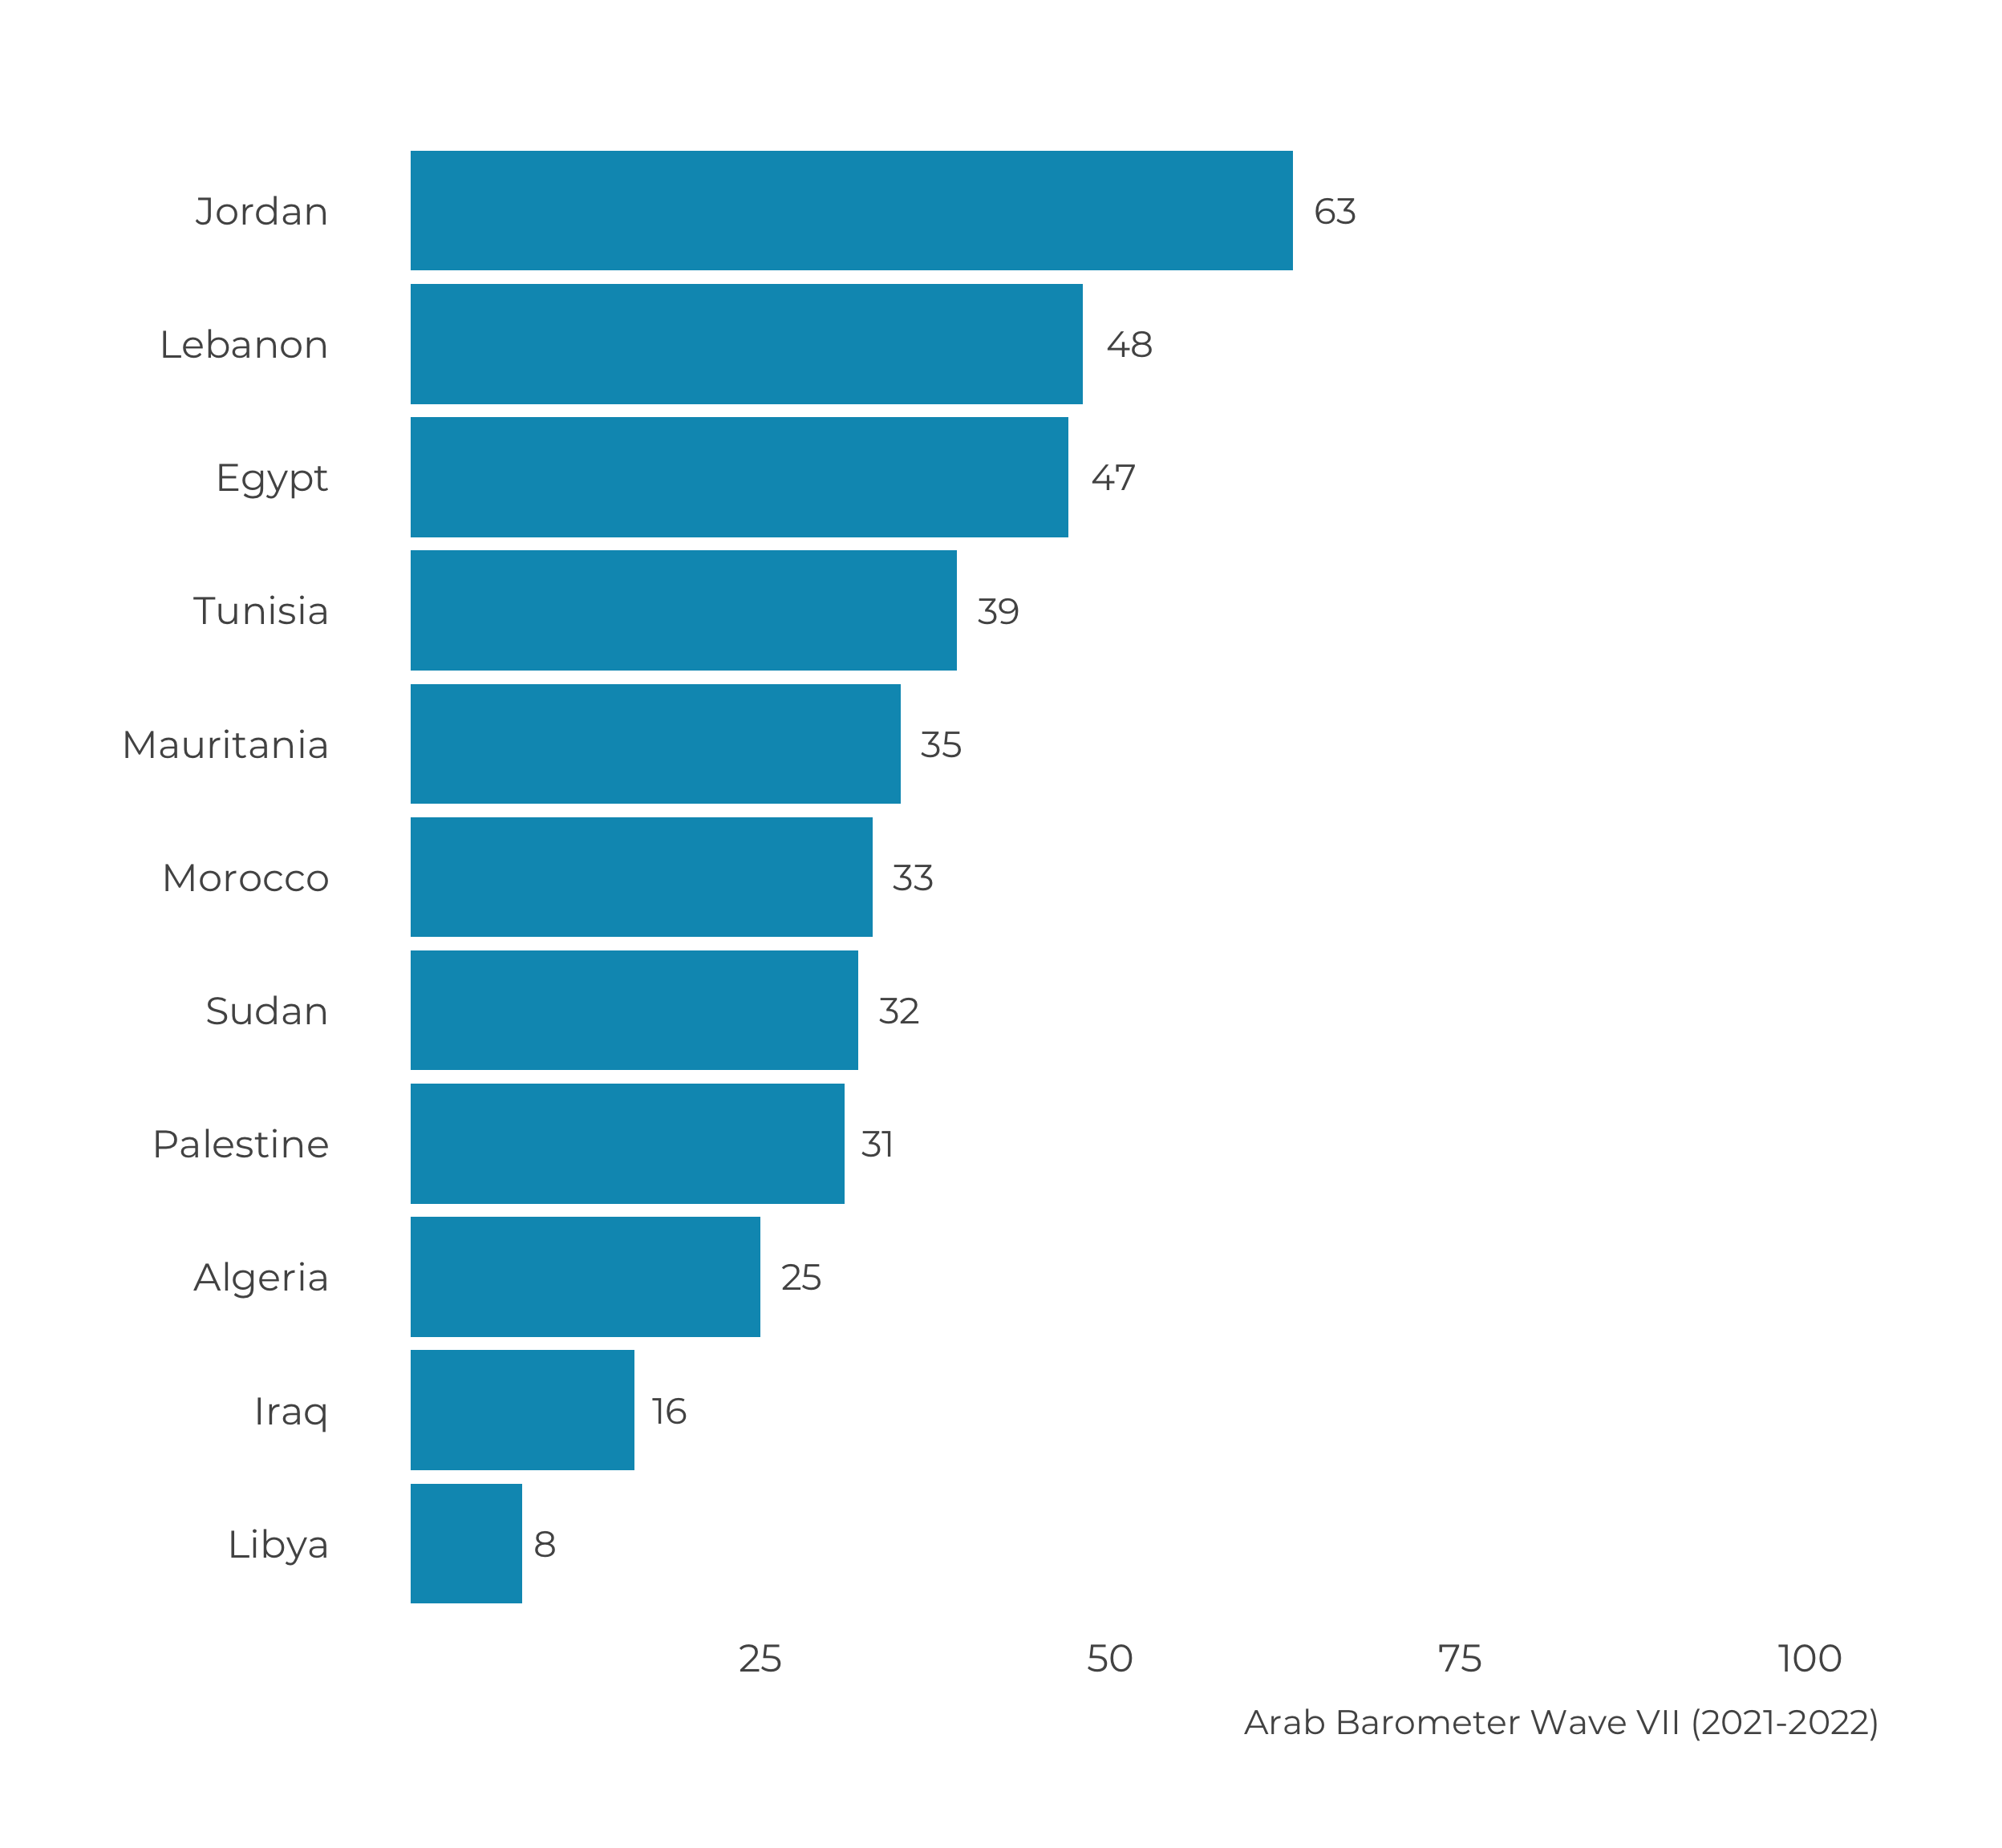 Jordan 63
Lebanon 48
Egypt 47
Tunisia 39
Mauritania 35
Morocco 33
Sudan 32
Palestine 31
Algeria 25
Iraq 16
Libya 8
25 50 75 100
Arab Barometer Wave VII (2021-2022)